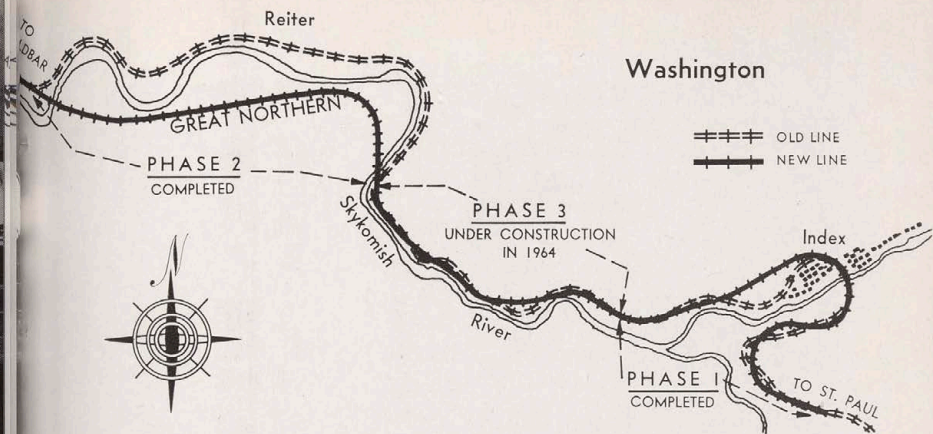 TO
Reiter
Washington
GREAT NORTHERN
OLD LINE
NEW LINE
PHASE 2
COMPLETED
Skykomish
River
PHASE 3
UNDER CONSTRUCTION
IN 1964
Index
N
PHASE 1
COMPLETED
TO ST. PAUL